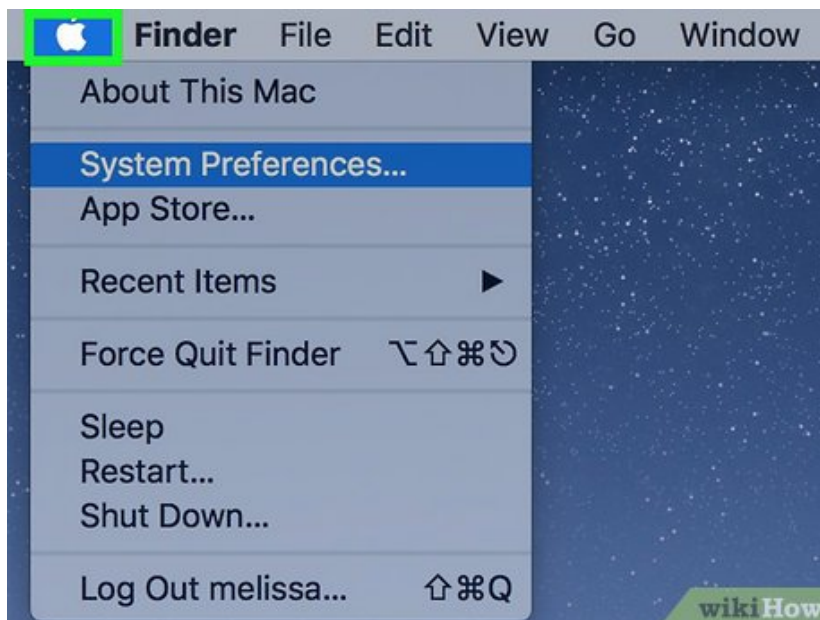 Finder File Edit View Go Window
About This Mac
System Preferences...
App Store...
Recent Items ▶
Force Quit Finder ⌥⇧⌘⎋
Sleep
Restart...
Shut Down...
Log Out melissa... ⇧⌘Q
wikiHow